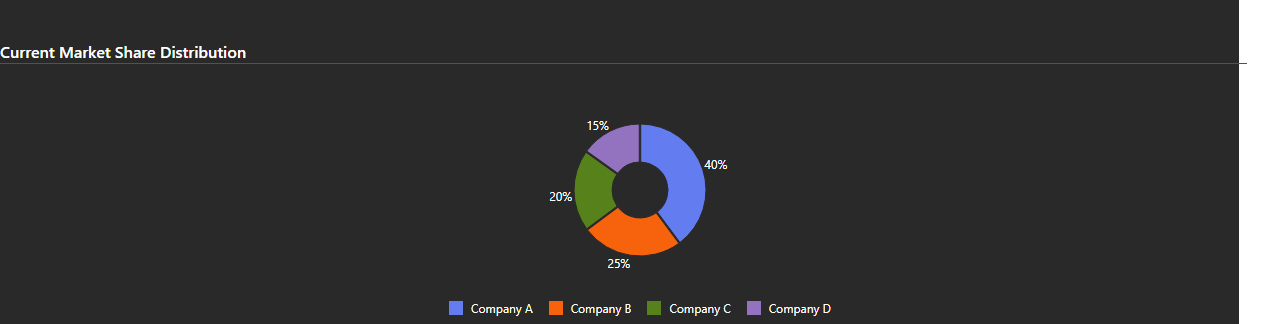 Current Market Share Distribution
15%
40%
20%
25%
Company A Company B Company C Company D